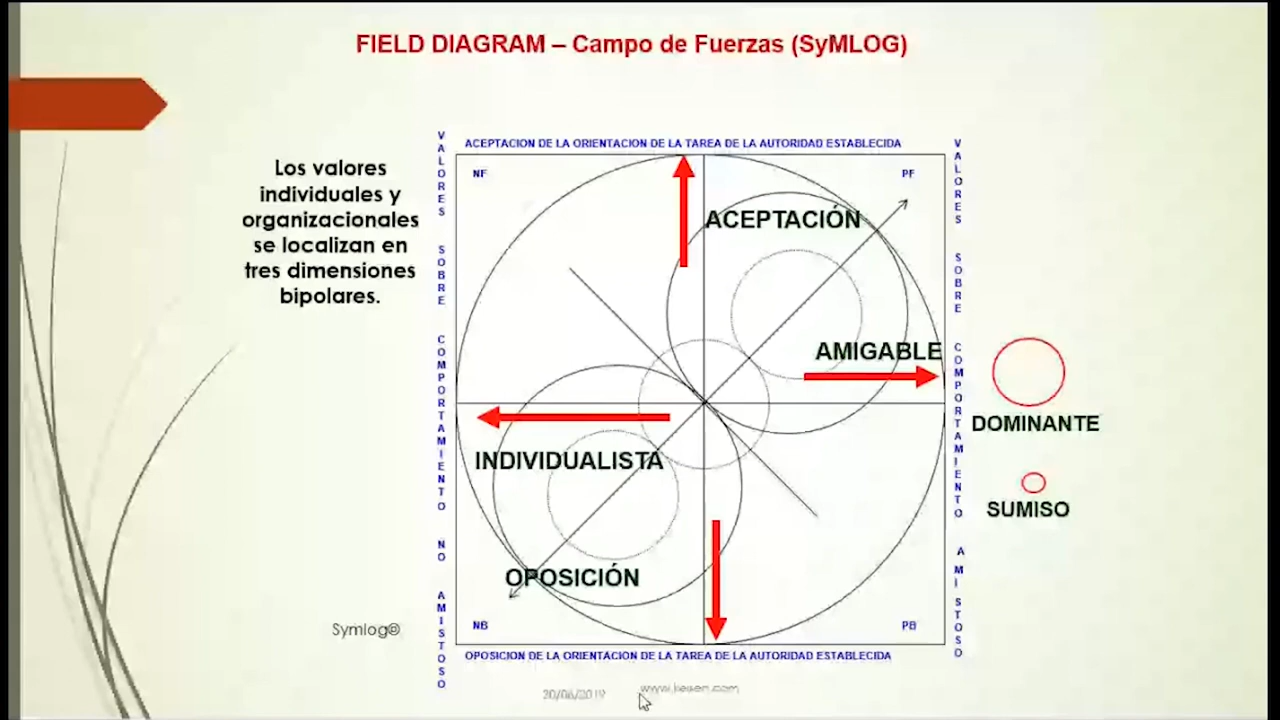 FIELD DIAGRAM – Campo de Fuerzas (SyMLOG)
Los valores
individuales y
organizacionales
se localizan en
tres dimensiones
bipolares.
ACEPTACION DE LA ORIENTACION DE LA TAREA DE LA AUTORIDAD ESTABLECIDA
VALORES SOBRE COMPORTAMIENTO NO AMISTOSO
NF
PF
ACEPTACIÓN
AMIGABLE
INDIVIDUALISTA
OPOSICIÓN
NB
PB
VALORES SOBRE COMPORTAMIENTO AMISTOSO
OPOSICION DE LA ORIENTACION DE LA TAREA DE LA AUTORIDAD ESTABLECIDA
DOMINANTE
SUMISO
Symlog®
20/06/2019